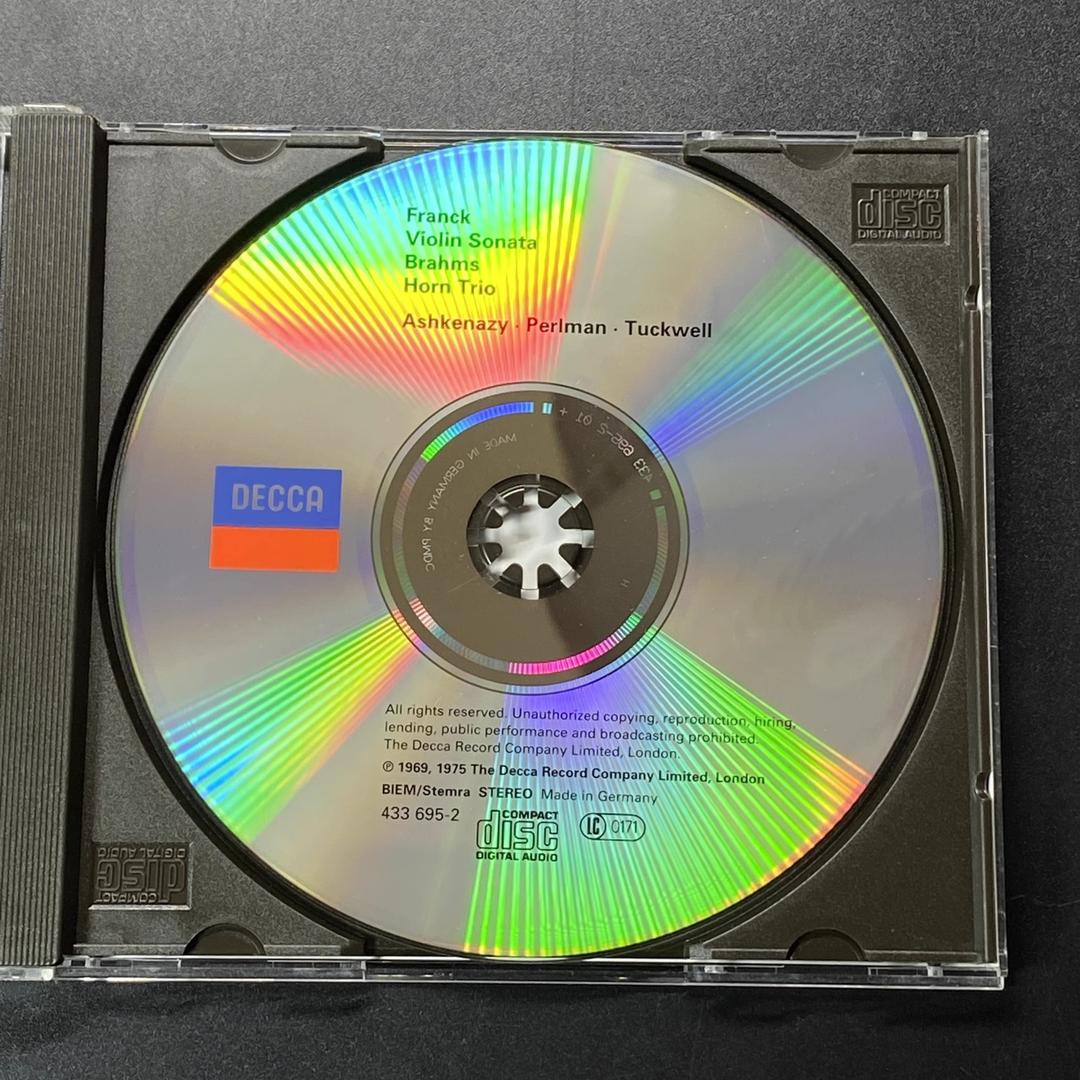 COMPACT
disc
DIGITAL AUDIO
Franck
Violin Sonata
Brahms
Horn Trio
Ashkenazy · Perlman · Tuckwell
433 695-2 01 +
MADE IN GERMANY BY PMDC
H
DECCA
All rights reserved. Unauthorized copying, reproduction, hiring,
lending, public performance and broadcasting prohibited.
The Decca Record Company Limited, London.
℗ 1969, 1975 The Decca Record Company Limited, London
BIEM/Stemra STEREO Made in Germany
433 695-2
COMPACT
disc
DIGITAL AUDIO
LC 0171
COMPACT
disc
DIGITAL AUDIO